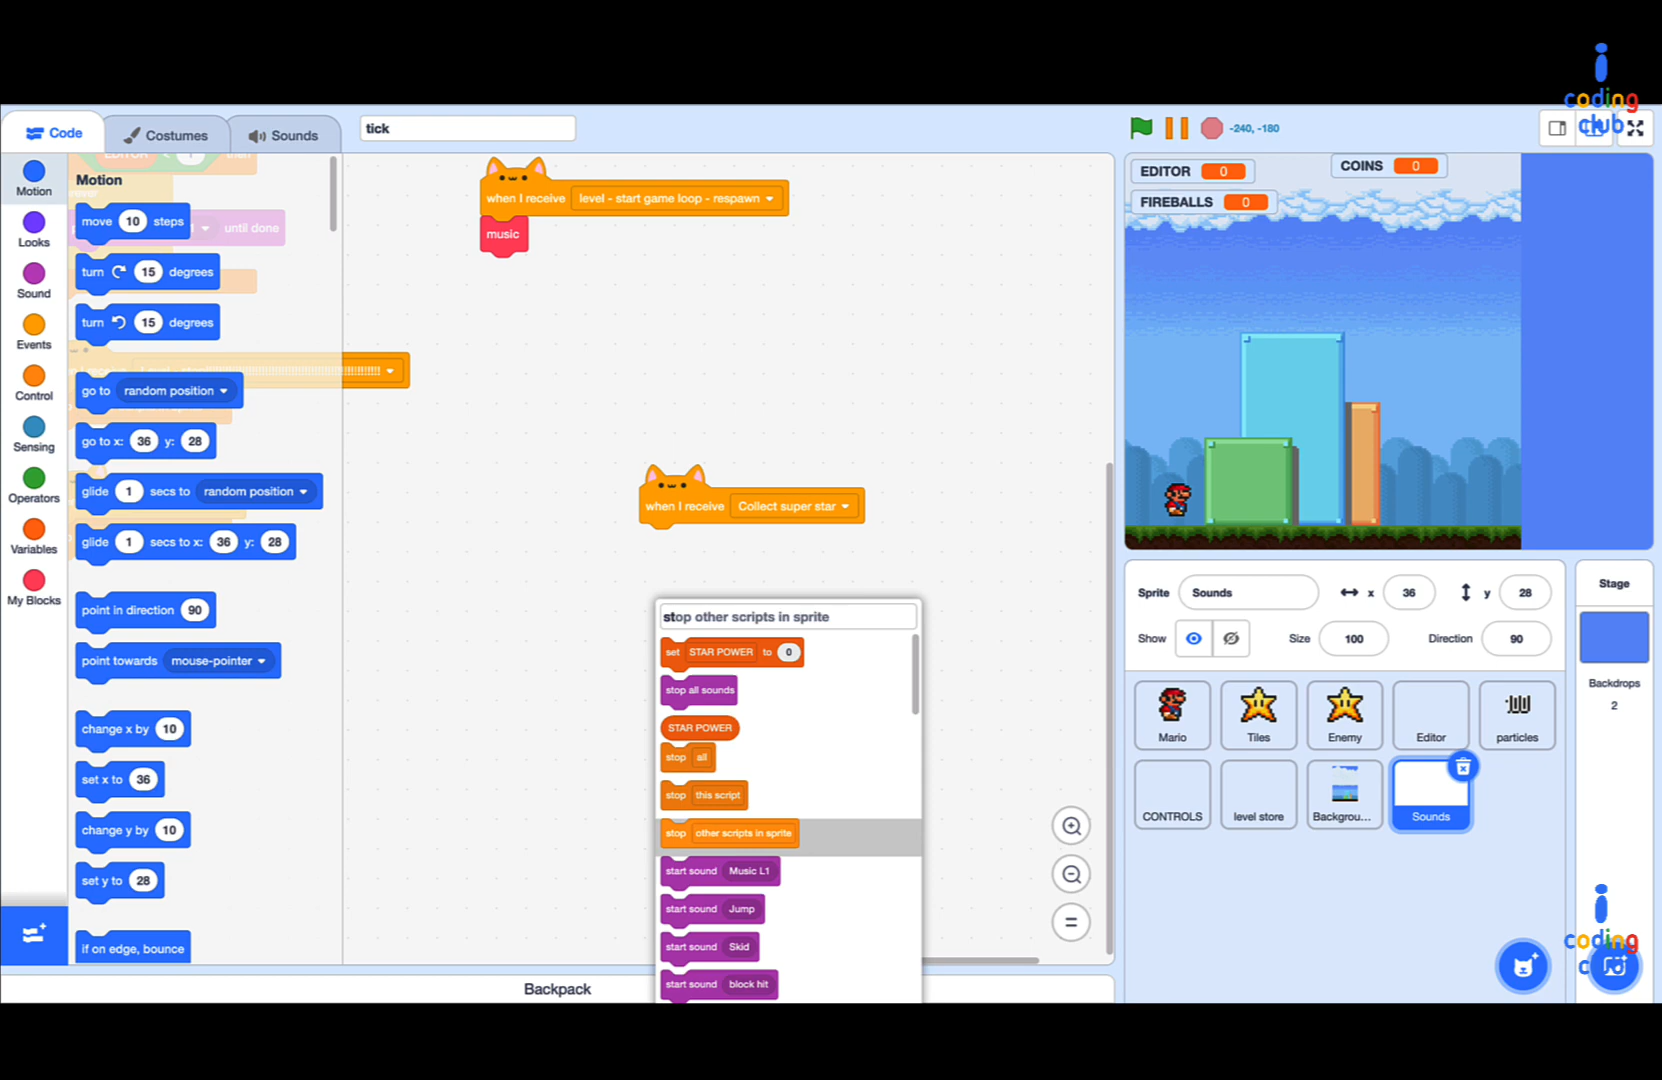 i
coding
club
Code
Costumes
Sounds
tick
-240, -180
Motion
Looks
Sound
Events
Control
Sensing
Operators
Variables
My Blocks
EDITOR < 1 then
Motion
move 10 steps
until done
turn 15 degrees
turn 15 degrees
go to random position
go to x: 36 y: 28
glide 1 secs to random position
glide 1 secs to x: 36 y: 28
point in direction 90
point towards mouse-pointer
change x by 10
set x to 36
change y by 10
set y to 28
if on edge, bounce
when I receive level - start game loop - respawn
music
when I receive Collect super star
stop other scripts in sprite
set STAR POWER to 0
stop all sounds
STAR POWER
stop all
stop this script
stop other scripts in sprite
start sound Music L1
start sound Jump
start sound Skid
start sound block hit
Backpack
EDITOR 0
COINS 0
FIREBALLS 0
Sprite Sounds x 36 y 28
Show Size 100 Direction 90
Mario
Tiles
Enemy
Editor
particles
CONTROLS
level store
Backgrou...
Sounds
Stage
Backdrops
2
i
coding
club